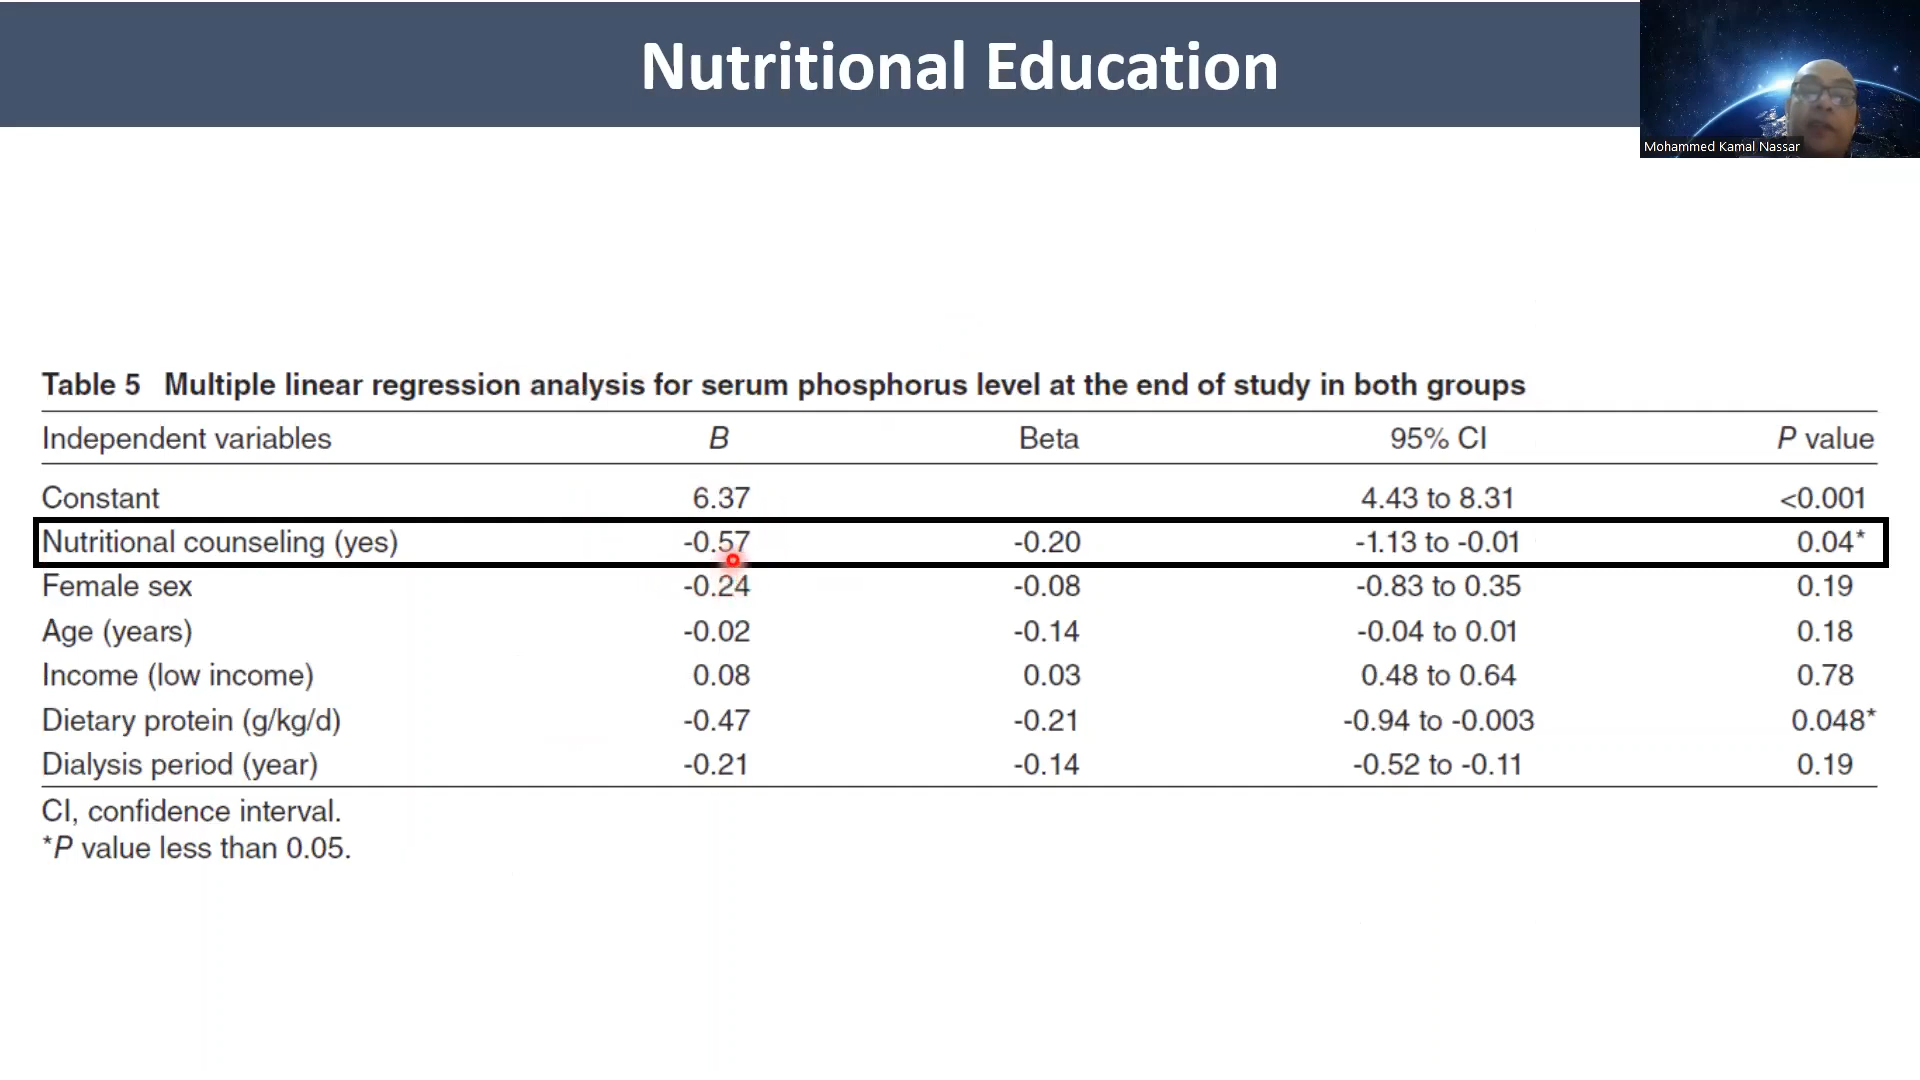 Nutritional Education
Mohammed Kamal Nassar
Table 5 Multiple linear regression analysis for serum phosphorus level at the end of study in both groups
Independent variables B Beta 95% CI P value
Constant 6.37 4.43 to 8.31 <0.001
Nutritional counseling (yes) -0.57 -0.20 -1.13 to -0.01 0.04*
Female sex -0.24 -0.08 -0.83 to 0.35 0.19
Age (years) -0.02 -0.14 -0.04 to 0.01 0.18
Income (low income) 0.08 0.03 0.48 to 0.64 0.78
Dietary protein (g/kg/d) -0.47 -0.21 -0.94 to -0.003 0.048*
Dialysis period (year) -0.21 -0.14 -0.52 to -0.11 0.19
CI, confidence interval.
*P value less than 0.05.